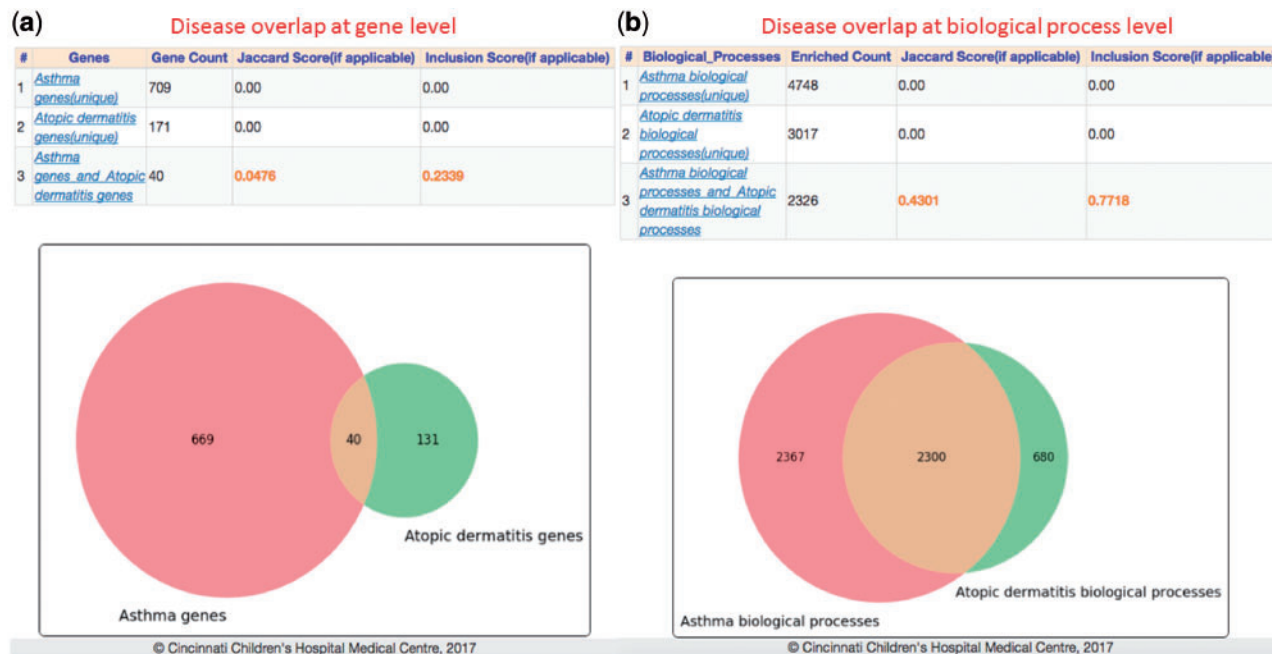 (a) Disease overlap at gene level
# Genes Gene Count Jaccard Score(if applicable) Inclusion Score(if applicable)
1 Asthma genes(unique) 709 0.00 0.00
2 Atopic dermatitis genes(unique) 171 0.00 0.00
3 Asthma genes and Atopic dermatitis genes 40 0.0476 0.2339
669
40
131
Atopic dermatitis genes
Asthma genes
© Cincinnati Children's Hospital Medical Centre, 2017
(b) Disease overlap at biological process level
# Biological_Processes Enriched Count Jaccard Score(if applicable) Inclusion Score(if applicable
1 Asthma biological processes(unique) 4748 0.00 0.00
2 Atopic dermatitis biological processes(unique) 3017 0.00 0.00
3 Asthma biological processes and Atopic dermatitis biological processes 2326 0.4301 0.7718
2367
2300
680
Atopic dermatitis biological processes
Asthma biological processes
© Cincinnati Children's Hospital Medical Centre, 2017